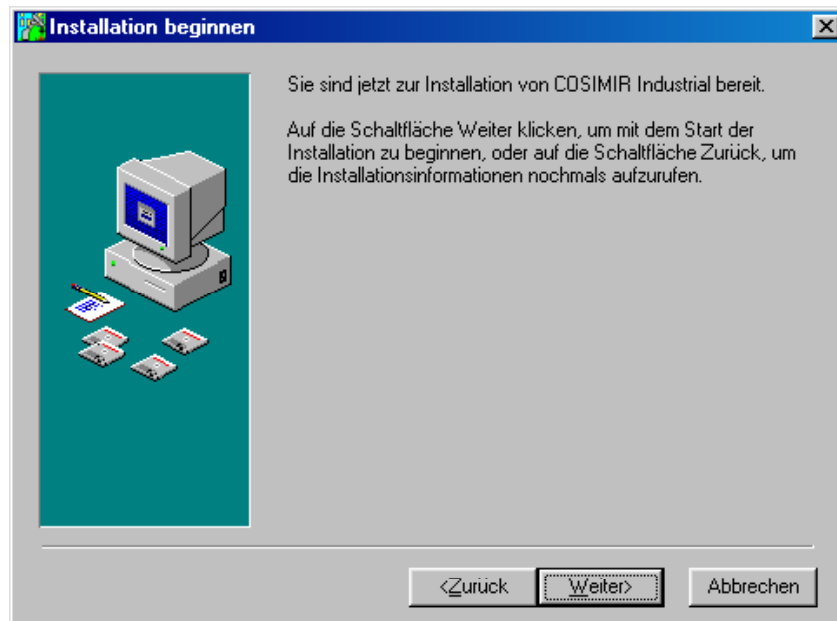 Installation beginnen
Sie sind jetzt zur Installation von COSIMIR Industrial bereit.
Auf die Schaltfläche Weiter klicken, um mit dem Start der
Installation zu beginnen, oder auf die Schaltfläche Zurück, um
die Installationsinformationen nochmals aufzurufen.
<Zurück
Weiter>
Abbrechen